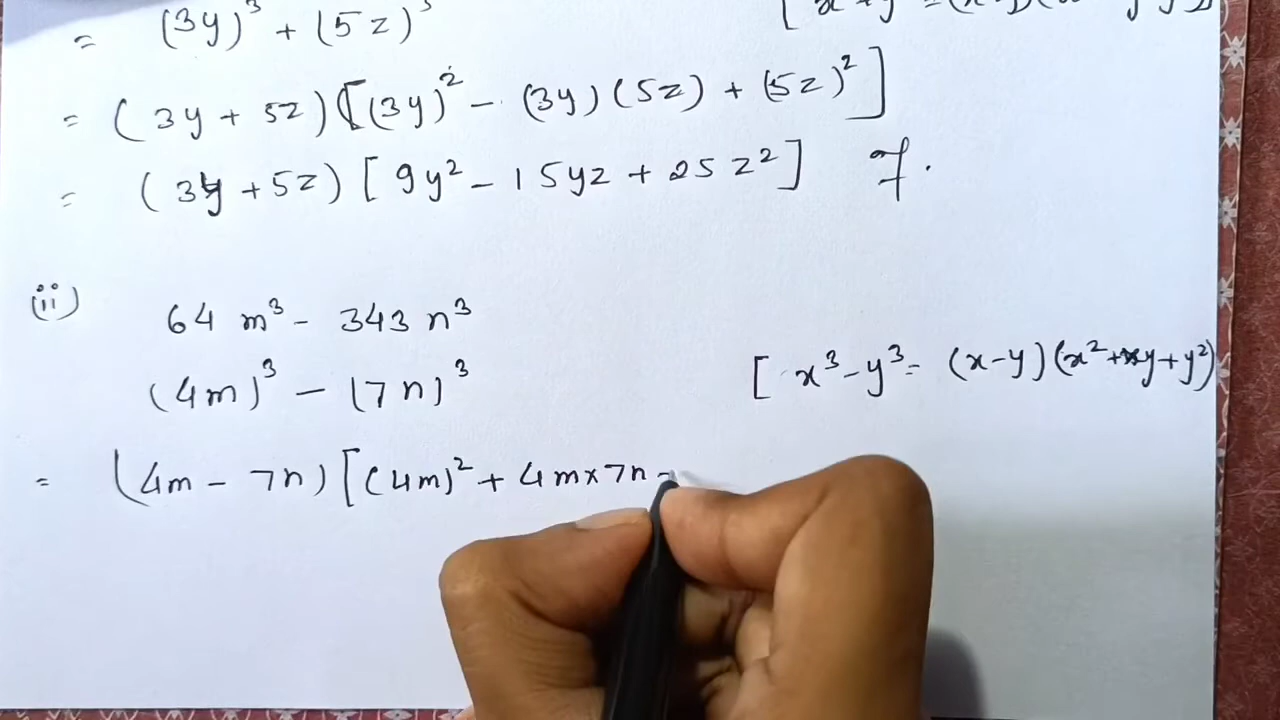 = (3y)³ + (5z)³
= (3y + 5z) [(3y)² - (3y) (5z) + (5z)²]
= (3y + 5z) [9y² - 15yz + 25z²]
(ii) 64 m³ - 343 n³
(4m)³ - (7n)³ [x³ - y³ = (x-y)(x² + xy + y²)
= (4m - 7n) [(4m)² + 4m×7n